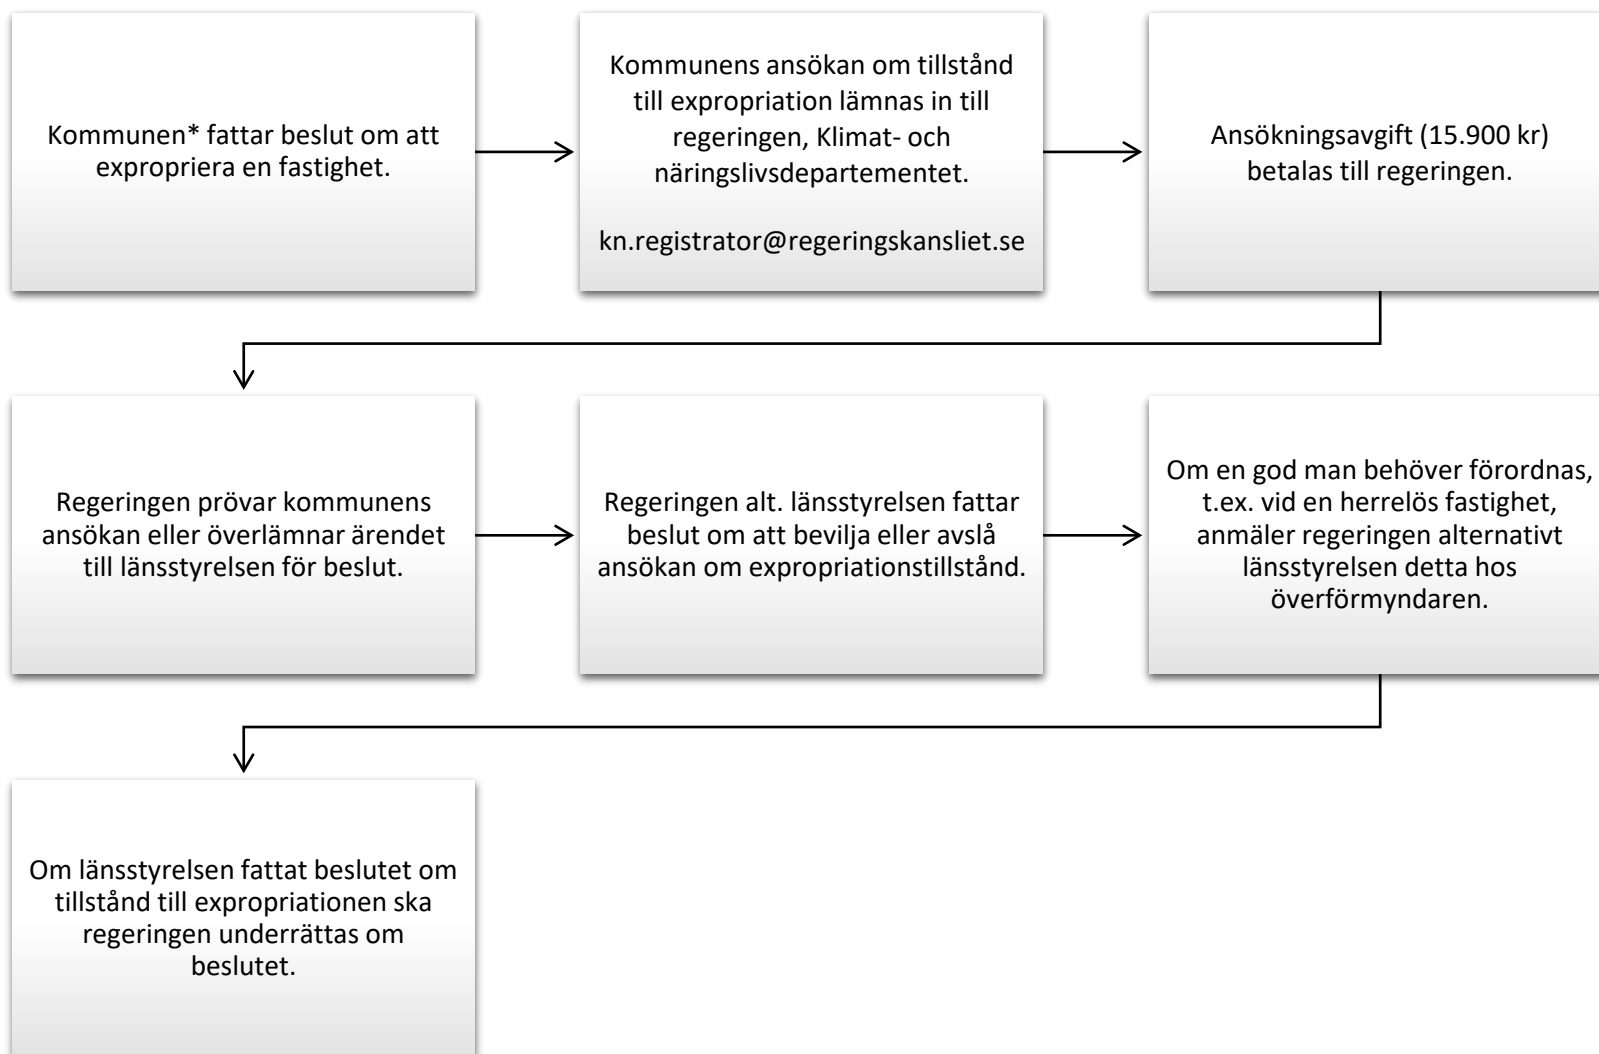 Kommunen* fattar beslut om att
expropriera en fastighet.
Kommunens ansökan om tillstånd
till expropriation lämnas in till
regeringen, Klimat- och
näringslivsdepartementet.
kn.registrator@regeringskansliet.se
Ansökningsavgift (15.900 kr)
betalas till regeringen.
Regeringen prövar kommunens
ansökan eller överlämnar ärendet
till länsstyrelsen för beslut.
Regeringen alt. länsstyrelsen fattar
beslut om att bevilja eller avslå
ansökan om expropriationstillstånd.
Om en god man behöver förordnas,
t.ex. vid en herrelös fastighet,
anmäler regeringen alternativt
länsstyrelsen detta hos
överförmyndaren.
Om länsstyrelsen fattat beslutet om
tillstånd till expropriationen ska
regeringen underrättas om
beslutet.